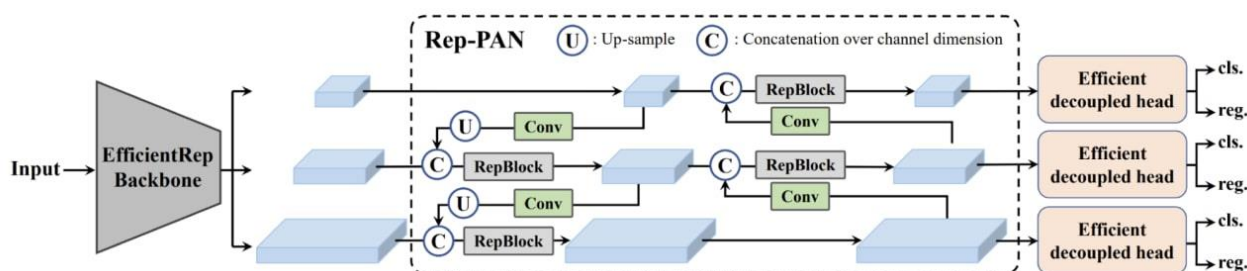 Rep-PAN U : Up-sample C : Concatenation over channel dimension
Efficient
decoupled head
cls.
reg.
C RepBlock
U Conv
Conv
Input
EfficientRep
Backbone
C RepBlock
C RepBlock
Efficient
decoupled head
cls.
reg.
U Conv
Conv
C RepBlock
Efficient
decoupled head
cls.
reg.